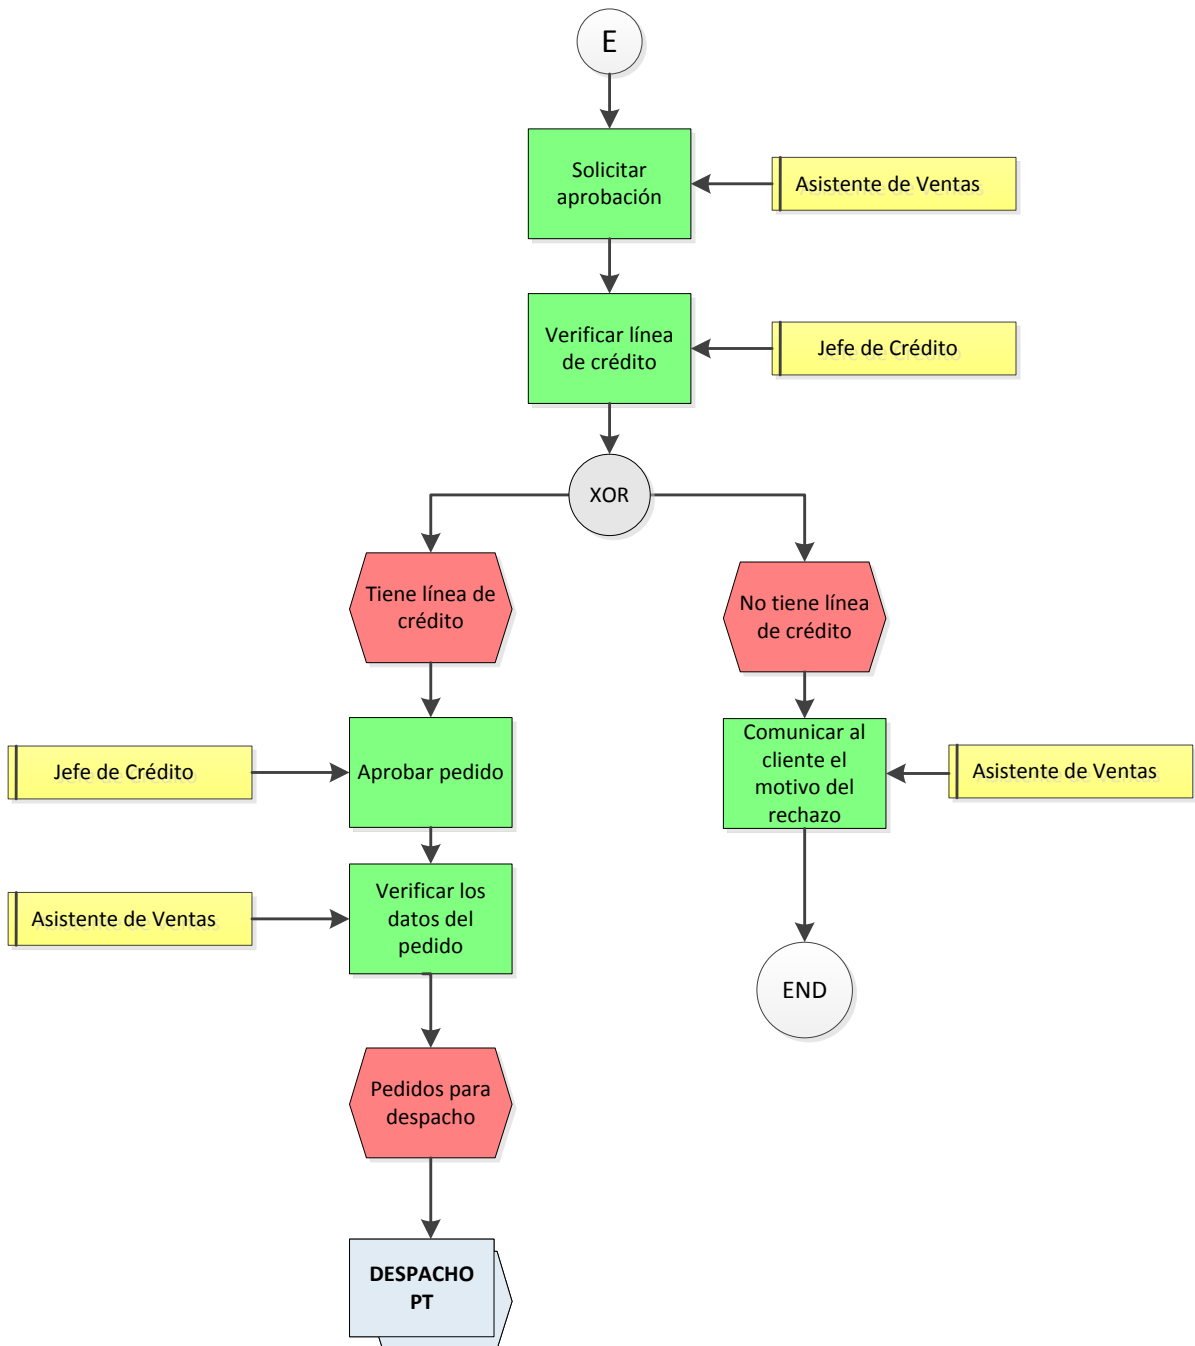 E
Solicitar
aprobación
Asistente de Ventas
Verificar línea
de crédito
Jefe de Crédito
XOR
Tiene línea de
crédito
No tiene línea
de crédito
Jefe de Crédito
Aprobar pedido
Comunicar al
cliente el
motivo del
rechazo
Asistente de Ventas
Asistente de Ventas
Verificar los
datos del
pedido
END
Pedidos para
despacho
DESPACHO
PT